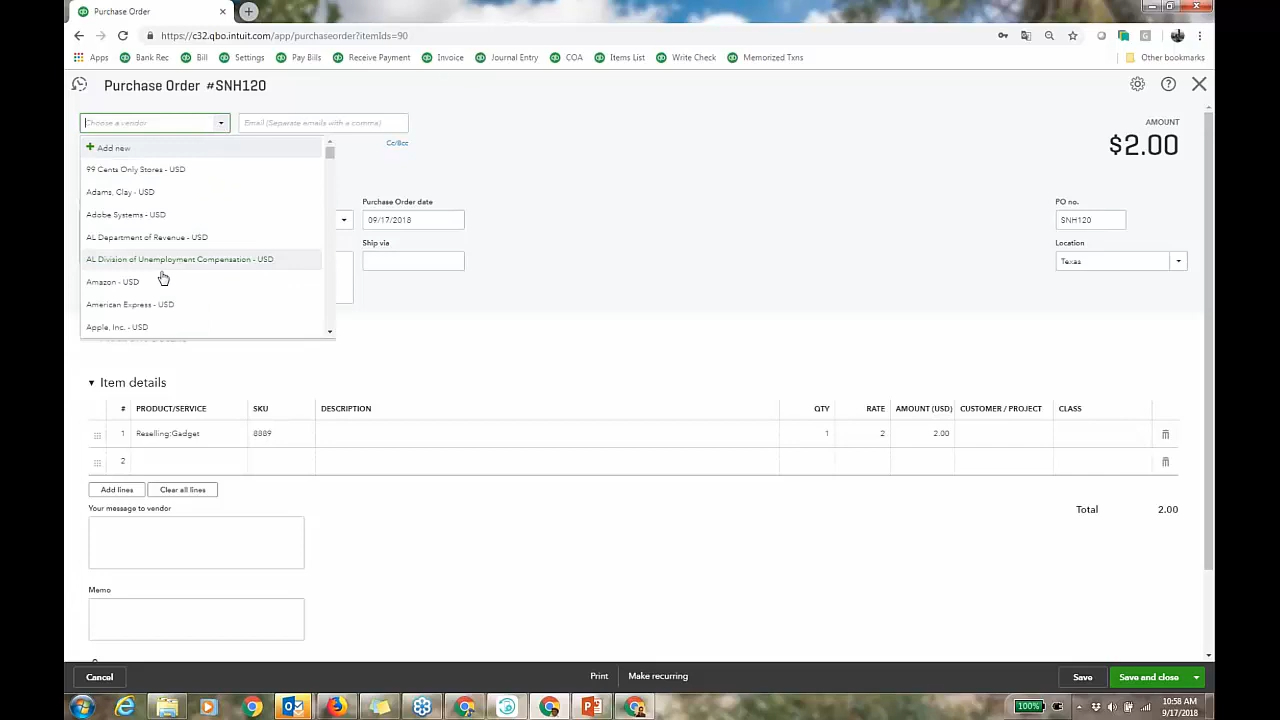 Purchase Order
https://c32.qbo.intuit.com/app/purchaseorder?itemIds=90
Apps Bank Rec Bill Settings Pay Bills Receive Payment Invoice Journal Entry COA Items List Write Check Memorized Txns Other bookmarks
Purchase Order #SNH120
Choose a vendor Email (Separate emails with a comma) AMOUNT
Cc/Bcc $2.00
Add new
99 Cents Only Stores - USD
Adams, Clay - USD
Adobe Systems - USD
AL Department of Revenue - USD
AL Division of Unemployment Compensation - USD
Amazon - USD
American Express - USD
Apple, Inc. - USD
Purchase Order date PO no.
09/17/2018 SNH120
Ship via Location
Texas
Item details
# PRODUCT/SERVICE SKU DESCRIPTION QTY RATE AMOUNT (USD) CUSTOMER / PROJECT CLASS
1 Reselling:Gadget 8889 1 2 2.00
2
Add lines Clear all lines
Your message to vendor Total 2.00
Memo
Cancel Print Make recurring Save Save and close
100% 10:58 AM
9/17/2018